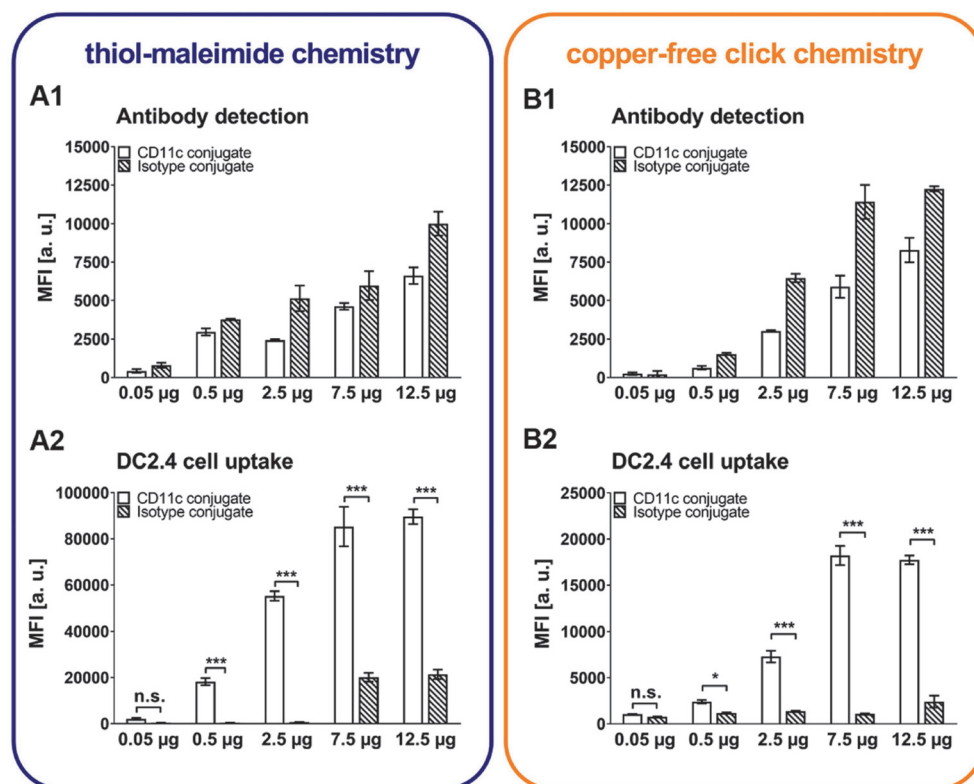 thiol-maleimide chemistry
A1
Antibody detection
CD11c conjugate
Isotype conjugate
MFI [a. u.]
15000
12500
10000
7500
5000
2500
0
0.05 µg 0.5 µg 2.5 µg 7.5 µg 12.5 µg
A2
DC2.4 cell uptake
CD11c conjugate
Isotype conjugate
MFI [a. u.]
100000
80000
60000
40000
20000
0
n.s. *** *** *** ***
0.05 µg 0.5 µg 2.5 µg 7.5 µg 12.5 µg
copper-free click chemistry
B1
Antibody detection
CD11c conjugate
Isotype conjugate
MFI [a. u.]
15000
12500
10000
7500
5000
2500
0
0.05 µg 0.5 µg 2.5 µg 7.5 µg 12.5 µg
B2
DC2.4 cell uptake
CD11c conjugate
Isotype conjugate
MFI [a. u.]
25000
20000
15000
10000
5000
0
n.s. * *** *** ***
0.05 µg 0.5 µg 2.5 µg 7.5 µg 12.5 µg